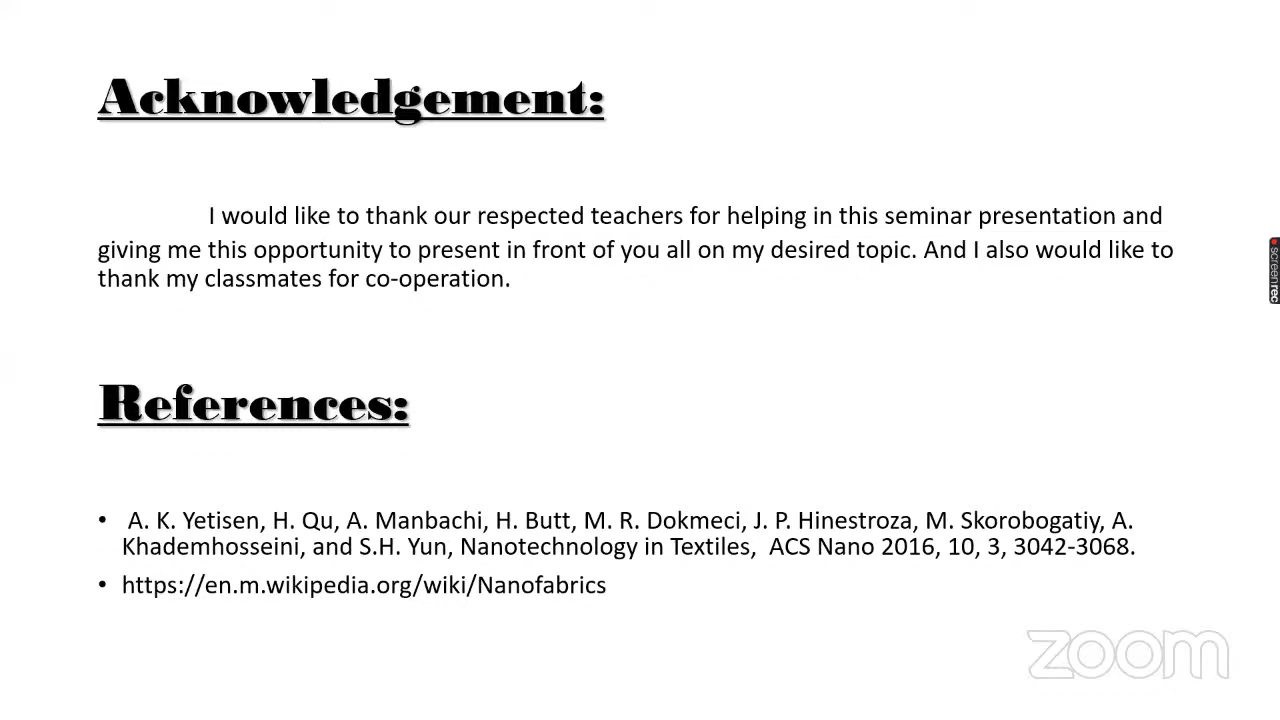 Acknowledgement:
I would like to thank our respected teachers for helping in this seminar presentation and
giving me this opportunity to present in front of you all on my desired topic. And I also would like to
thank my classmates for co-operation.
References:
• A. K. Yetisen, H. Qu, A. Manbachi, H. Butt, M. R. Dokmeci, J. P. Hinestroza, M. Skorobogatiy, A.
Khademhosseini, and S.H. Yun, Nanotechnology in Textiles, ACS Nano 2016, 10, 3, 3042-3068.
• https://en.m.wikipedia.org/wiki/Nanofabrics
screenrec
zoom